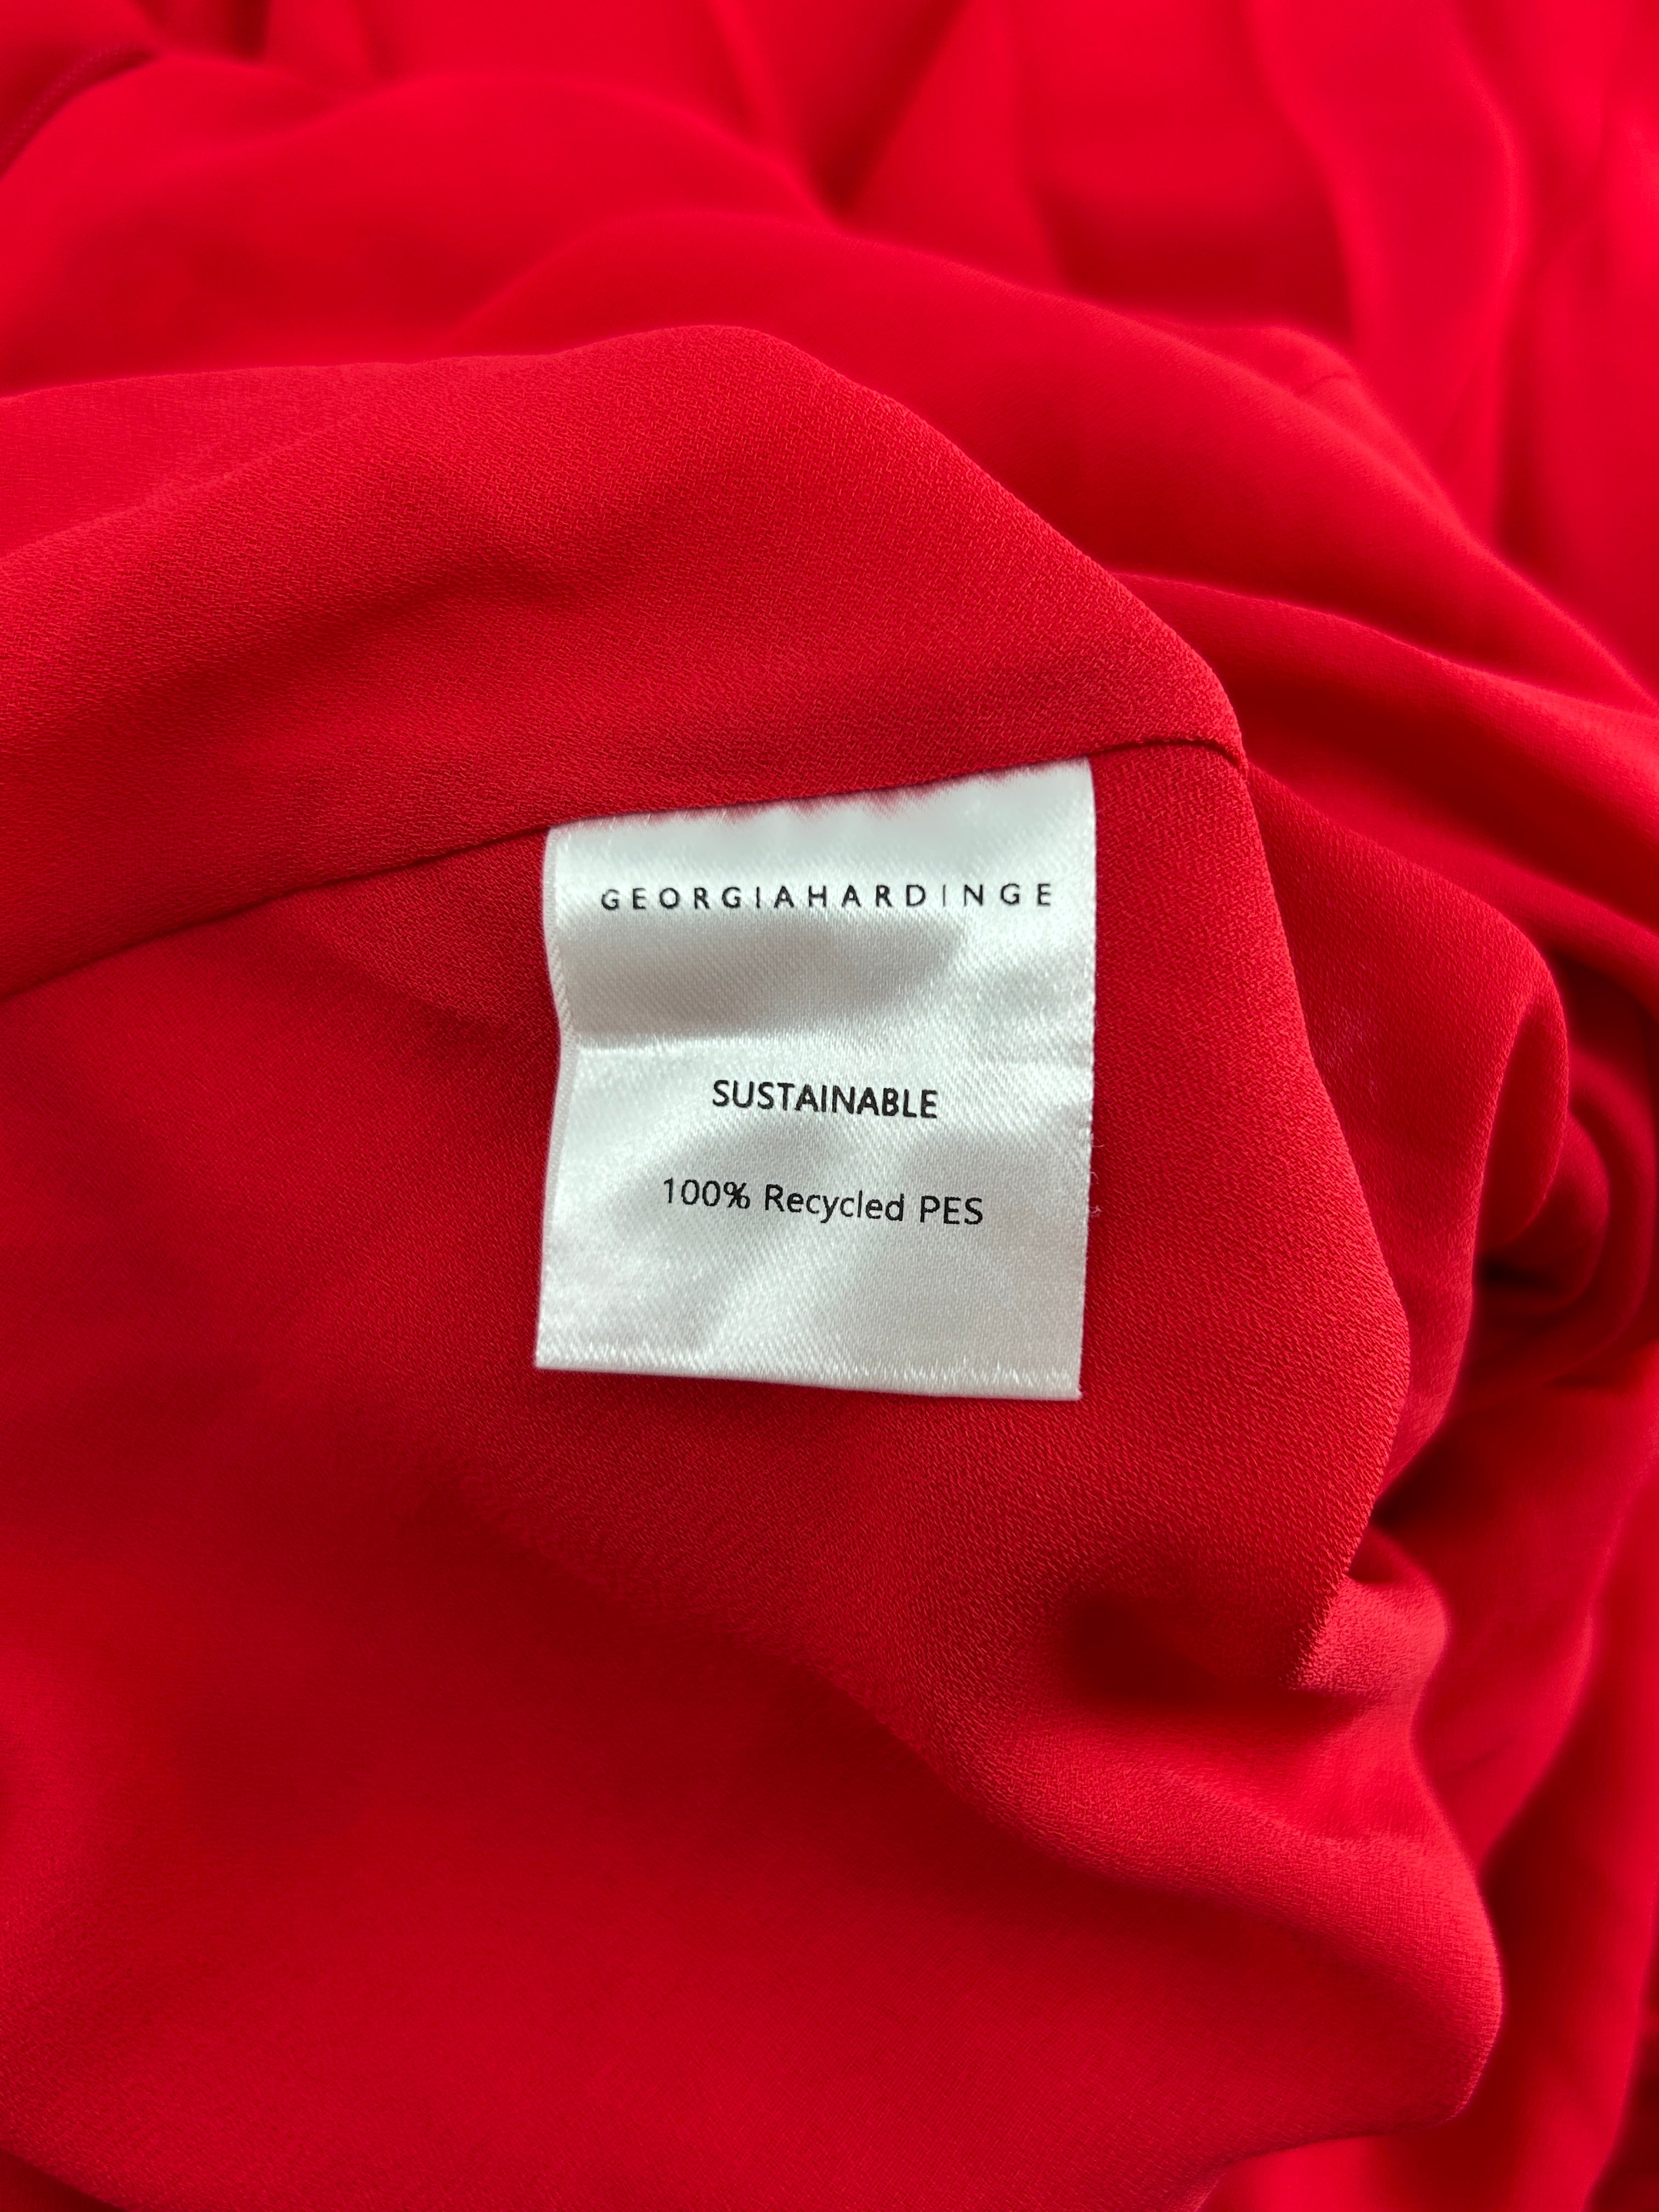 GEORGIAHARDINGE
SUSTAINABLE
100% Recycled PES